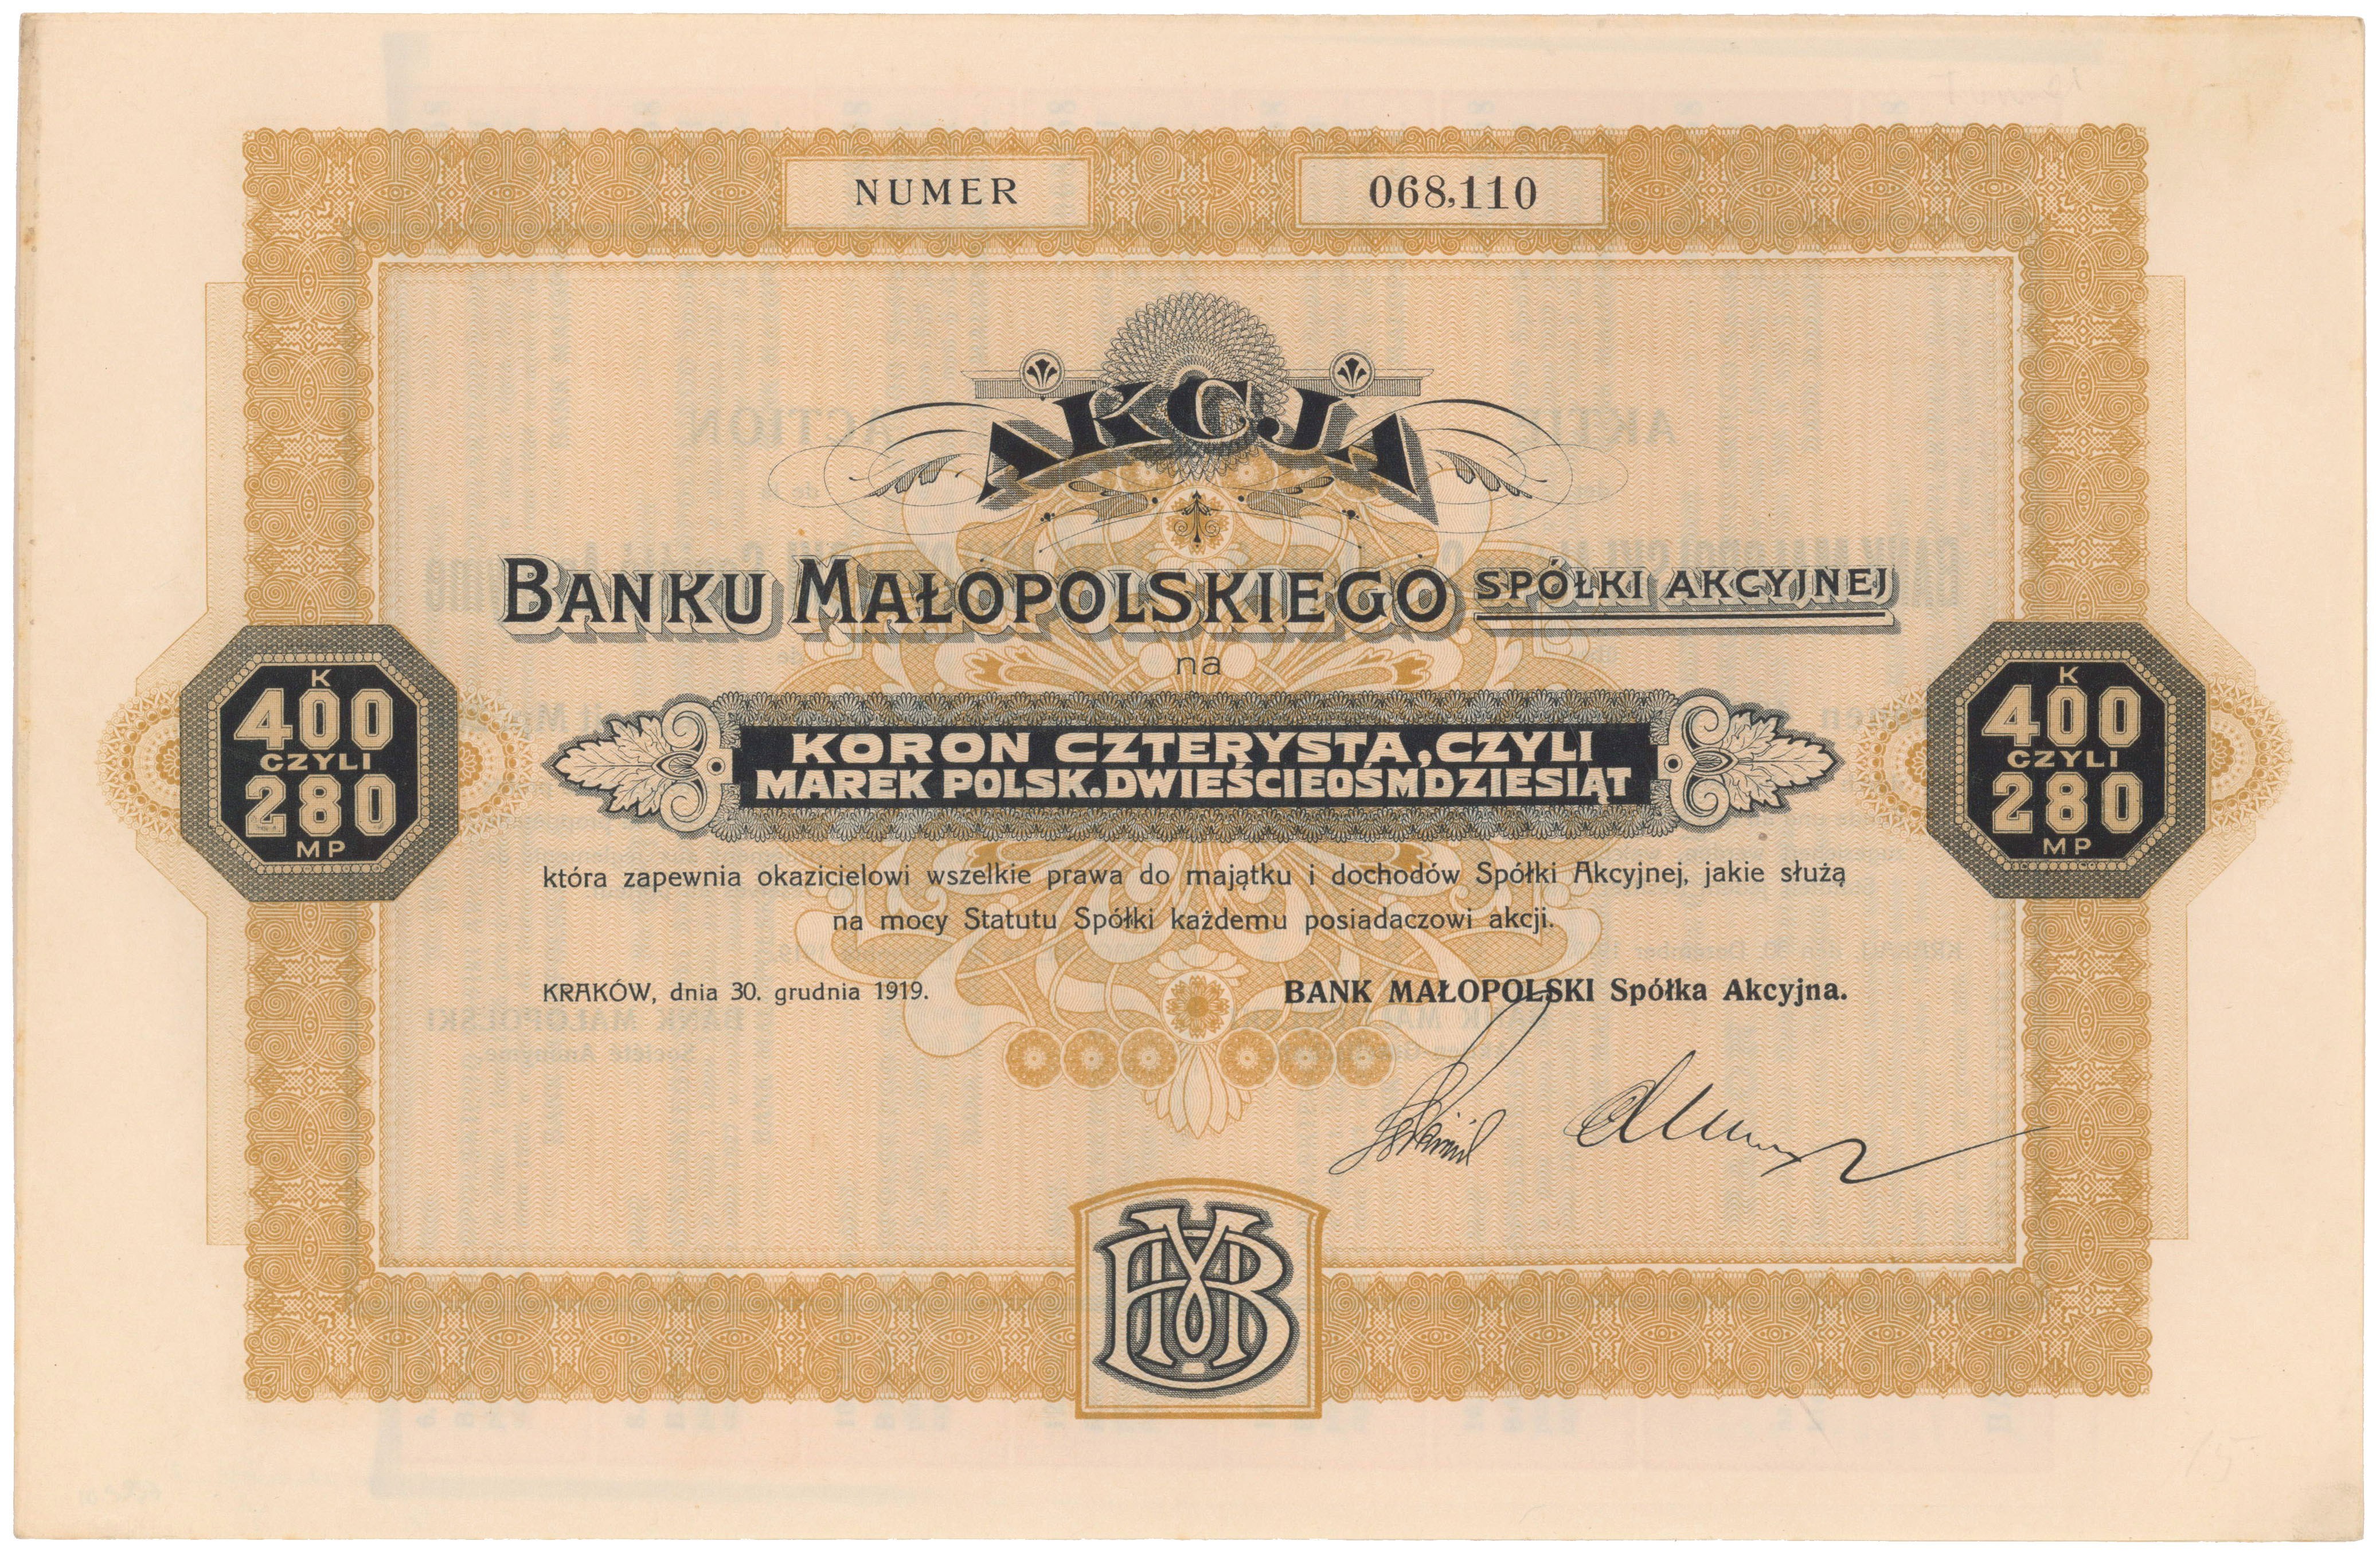 NUMER 068,110
AKCJA
BANKU MAŁOPOLSKIEGO SPÓŁKI AKCYJNEJ
na
K
400
CZYLI
280
MP
KORON CZTERYSTA, CZYLI
MAREK POLSK. DWIEŚCIEOŚMDZIESIĄT
K
400
CZYLI
280
MP
która zapewnia okazicielowi wszelkie prawa do majątku i dochodów Spółki Akcyjnej, jakie służą
na mocy Statutu Spółki każdemu posiadaczowi akcji.
KRAKÓW, dnia 30. grudnia 1919.
BANK MAŁOPOLSKI Spółka Akcyjna.
15